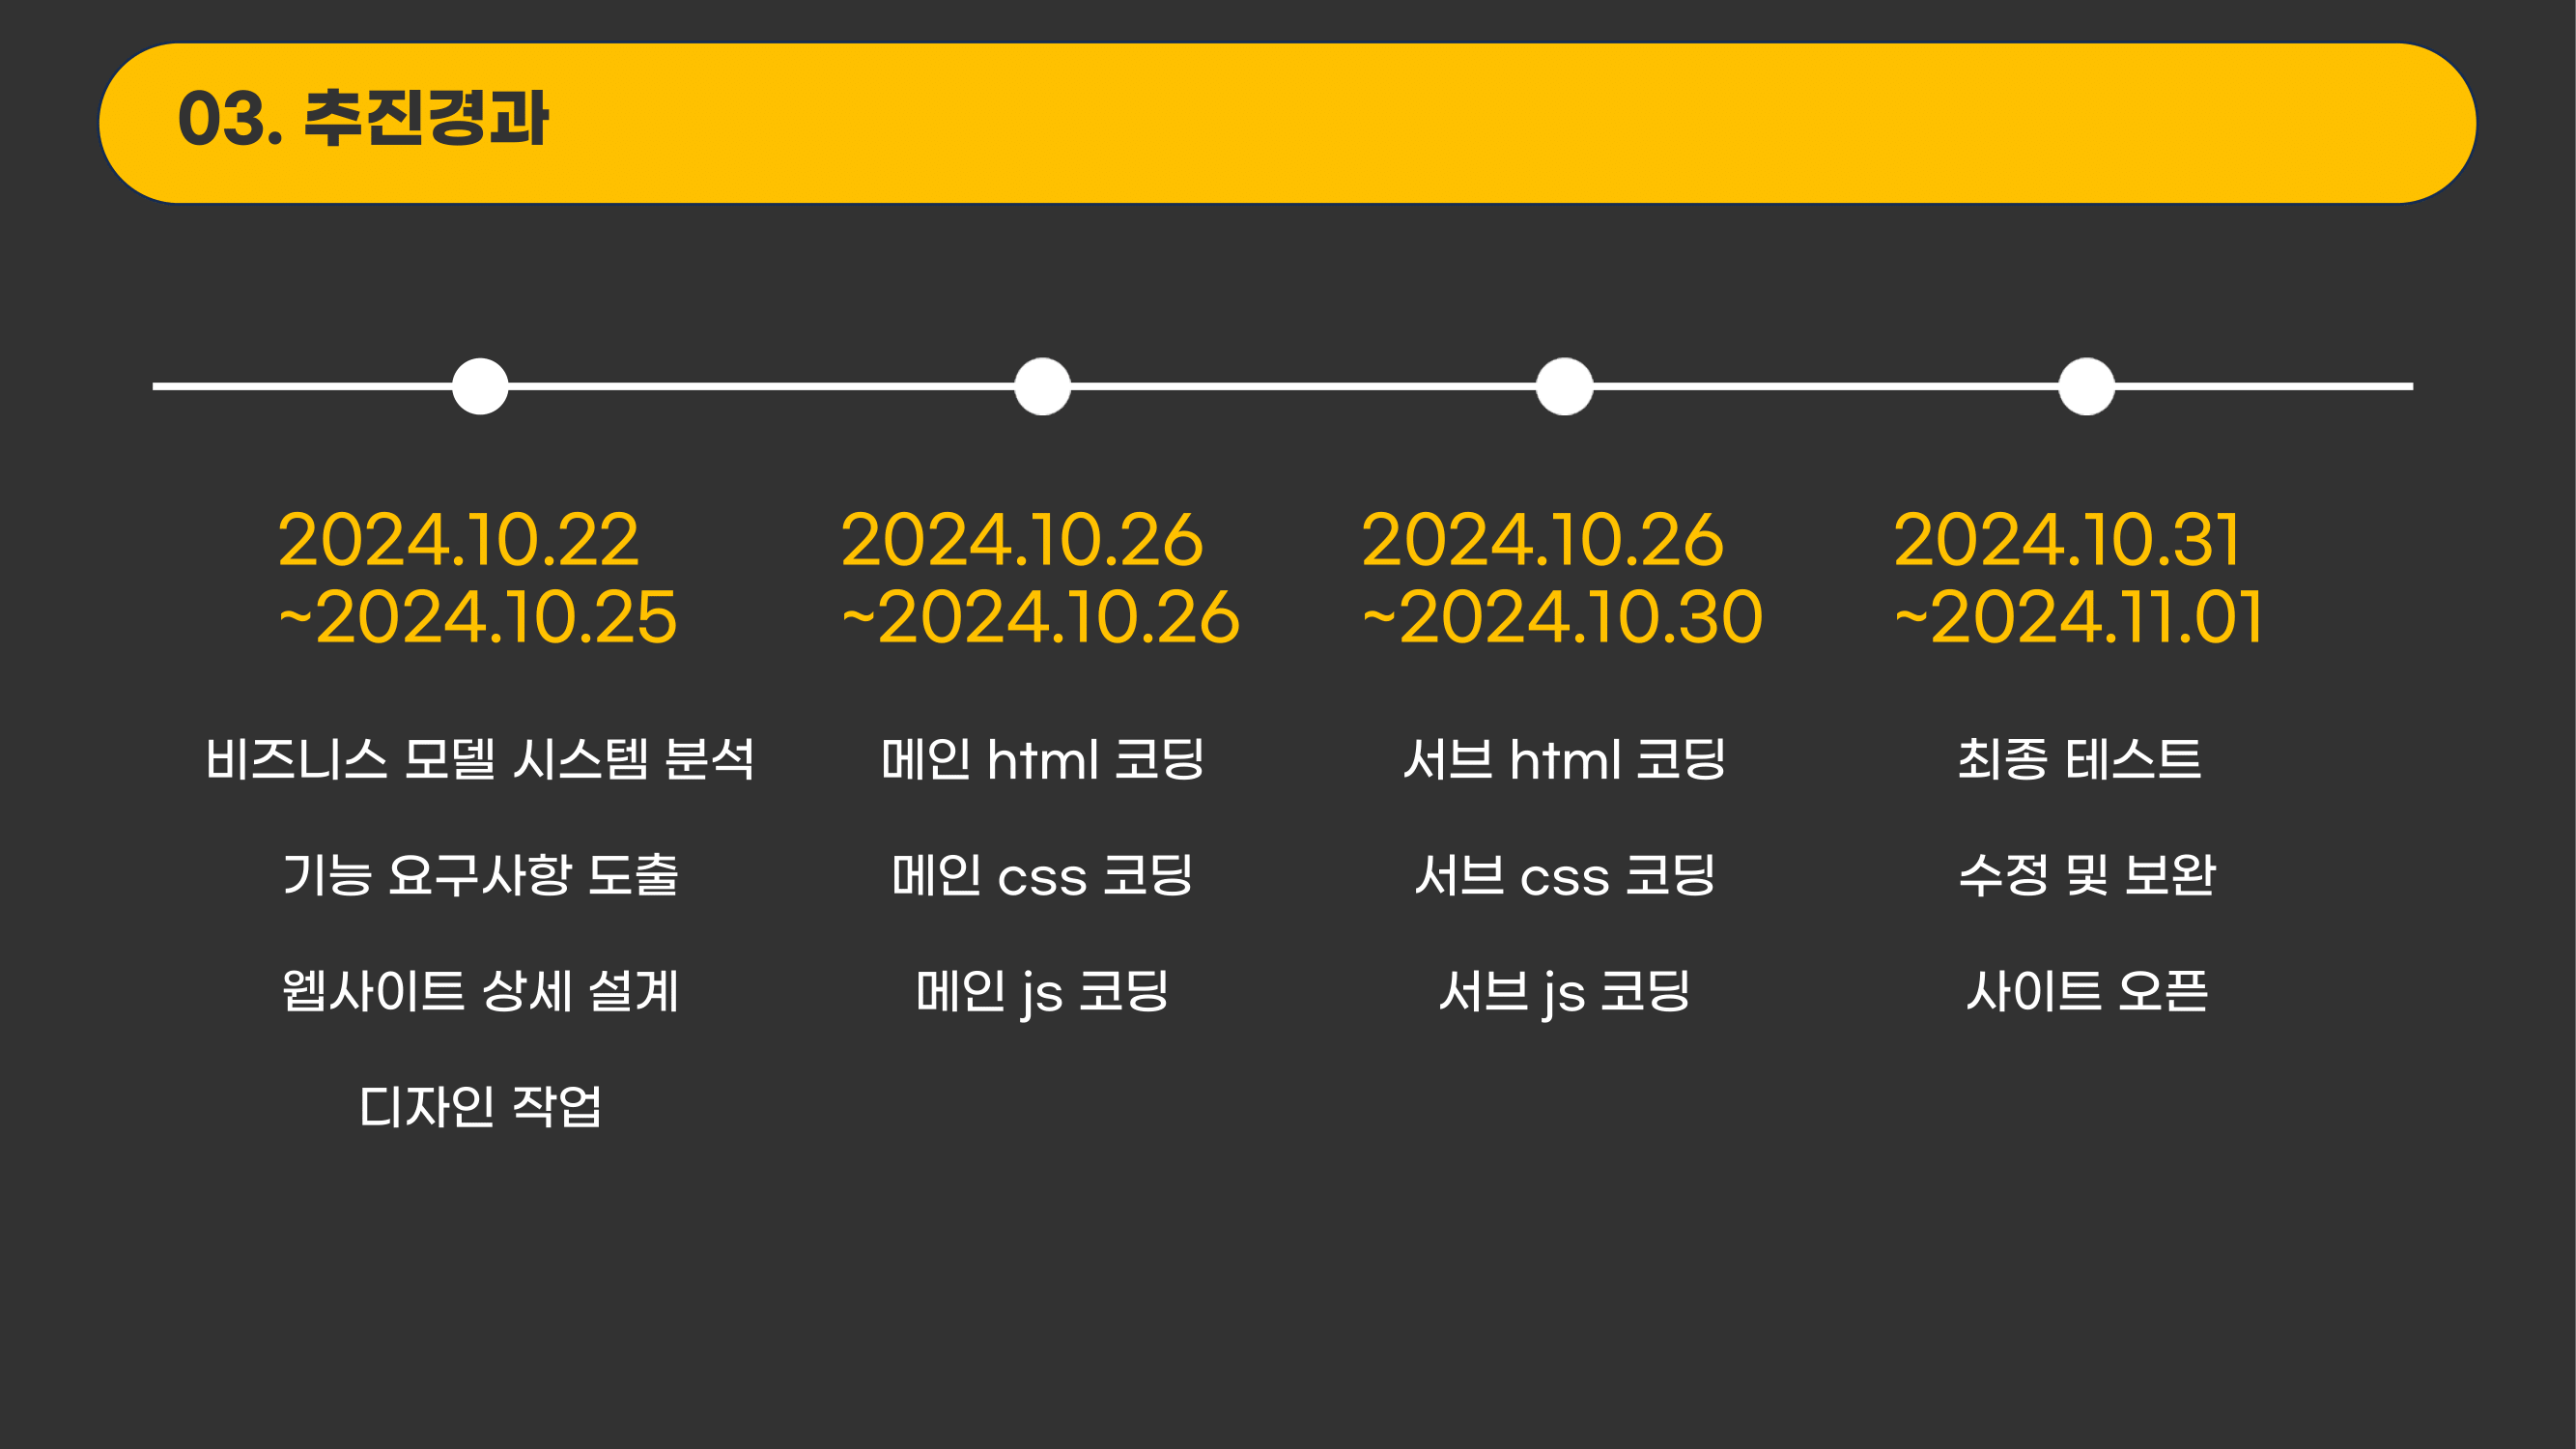 03. 추진경과
2024.10.22
~2024.10.25
비즈니스 모델 시스템 분석
기능 요구사항 도출
웹사이트 상세 설계
디자인 작업
2024.10.26
~2024.10.26
메인 html 코딩
메인 css 코딩
메인 js 코딩
2024.10.26
~2024.10.30
서브 html 코딩
서브 css 코딩
서브 js 코딩
2024.10.31
~2024.11.01
최종 테스트
수정 및 보완
사이트 오픈